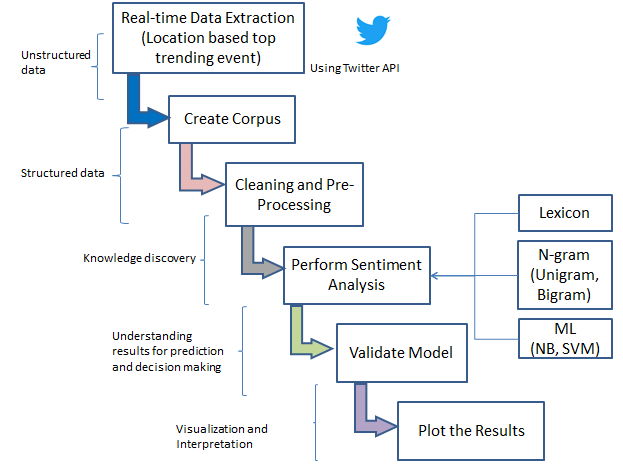 Real-time Data Extraction
(Location based top
trending event)
Using Twitter API
Unstructured
data
Create Corpus
Structured data
Cleaning and Pre-
Processing
Knowledge discovery
Perform Sentiment
Analysis
Lexicon
N-gram
(Unigram,
Bigram)
ML
(NB, SVM)
Understanding
results for prediction
and decision making
Validate Model
Visualization and
Interpretation
Plot the Results